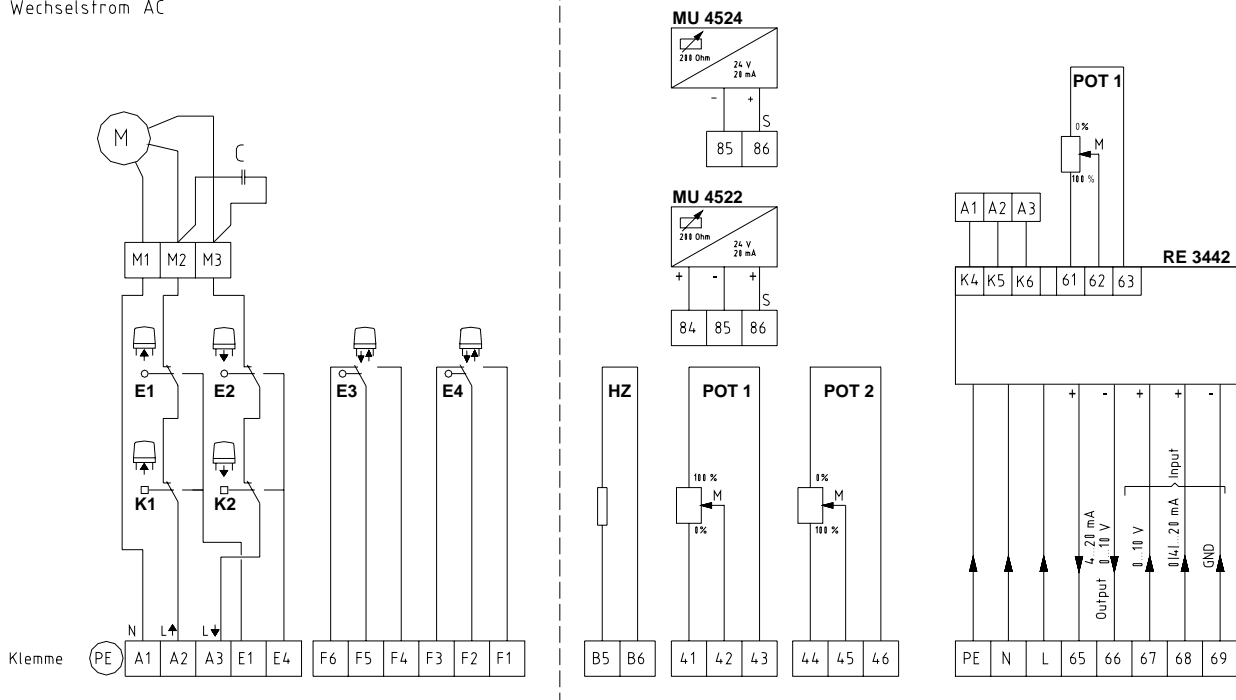 Wechselstrom AC
MU 4524
200 Ohm
24 V
20 mA
- +
S
85 86
POT 1
0%
M
100 %
M
C
MU 4522
200 Ohm
24 V
20 mA
+ - +
S
84 85 86
A1 A2 A3
RE 3442
M1 M2 M3
K4 K5 K6 61 62 63
E1 E2 E3 E4
HZ
POT 1
100 %
M
0%
POT 2
0%
M
100 %
+ - + + -
K1 K2
Output 4...20 mA
0...10 V
0...10 V
0(4)...20 mA
Input
GND
N L L
Klemme PE A1 A2 A3 E1 E4 F6 F5 F4 F3 F2 F1 B5 B6 41 42 43 44 45 46 PE N L 65 66 67 68 69